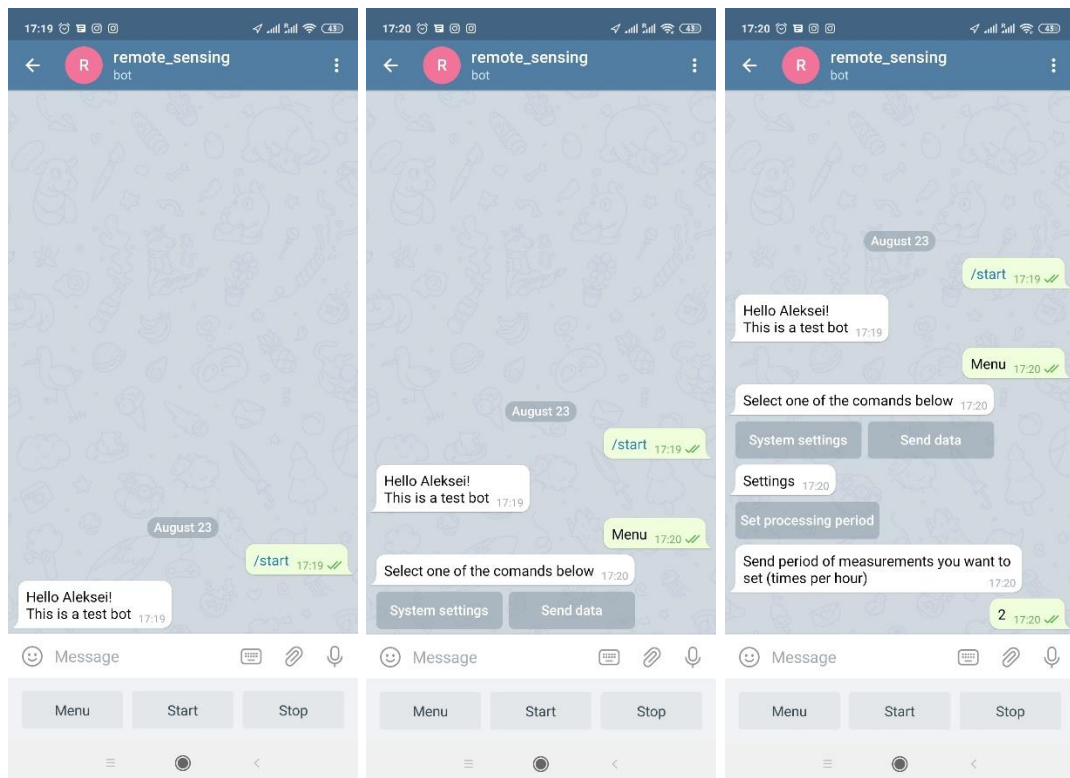 17:19
43
R
remote_sensing
bot
August 23
/start 17:19
Hello Aleksei!
This is a test bot 17:19
Message
Menu Start Stop
17:20
43
R
remote_sensing
bot
August 23
/start 17:19
Hello Aleksei!
This is a test bot 17:19
Menu 17:20
Select one of the comands below 17:20
System settings Send data
Message
Menu Start Stop
17:20
43
R
remote_sensing
bot
August 23
/start 17:19
Hello Aleksei!
This is a test bot 17:19
Menu 17:20
Select one of the comands below 17:20
System settings Send data
Settings 17:20
Set processing period
Send period of measurements you want to
set (times per hour) 17:20
2 17:20
Message
Menu Start Stop